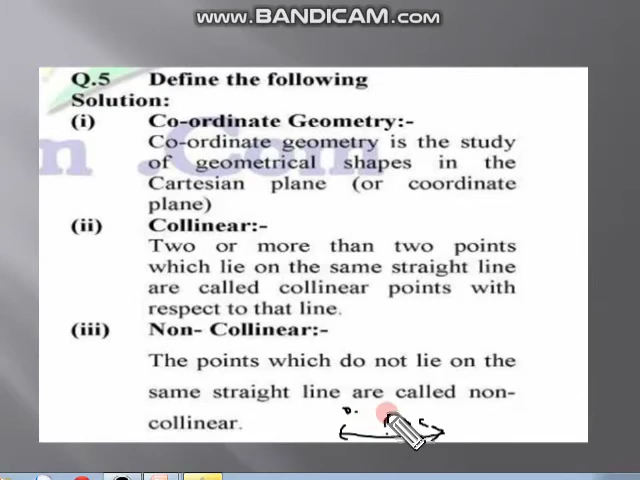 www.BANDICAM.com
Q.5 Define the following
Solution:
(i) Co-ordinate Geometry:-
Co-ordinate geometry is the study
of geometrical shapes in the
Cartesian plane (or coordinate
plane)
(ii) Collinear:-
Two or more than two points
which lie on the same straight line
are called collinear points with
respect to that line.
(iii) Non- Collinear:-
The points which do not lie on the
same straight line are called non-
collinear.